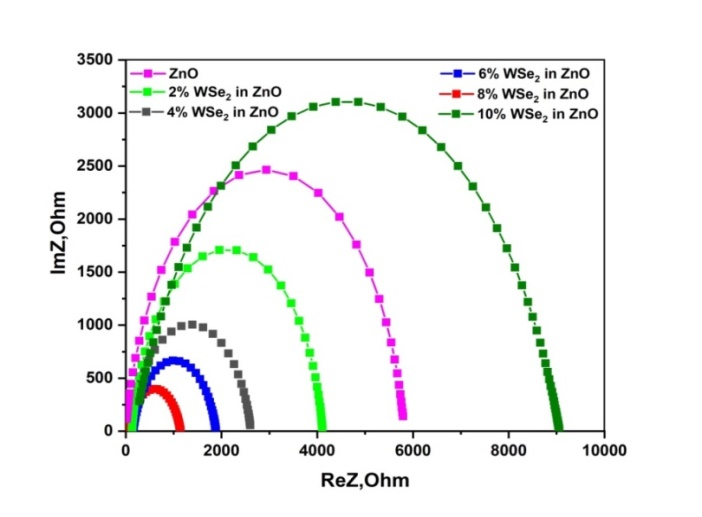 3500
3000
2500
2000
1500
1000
500
0
ImZ,Ohm
ZnO
2% WSe₂ in ZnO
4% WSe₂ in ZnO
6% WSe₂ in ZnO
8% WSe₂ in ZnO
10% WSe₂ in ZnO
0 2000 4000 6000 8000 10000
ReZ,Ohm